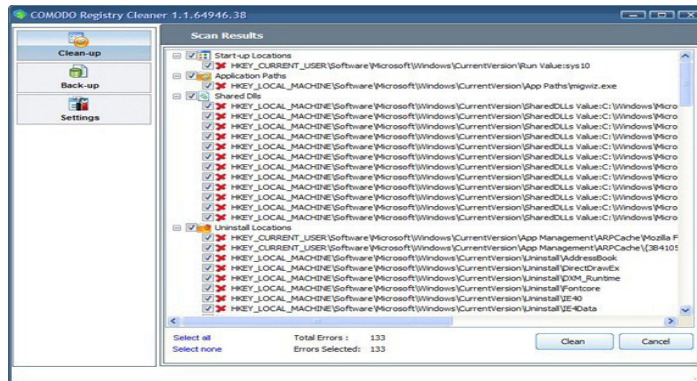 COMODO Registry Cleaner 1.1.64946.38
Clean-up
Back-up
Settings
Scan Results
Start-up Locations
HKEY_CURRENT_USER\Software\Microsoft\Windows\CurrentVersion\Run Value:sys10
Application Paths
HKEY_LOCAL_MACHINE\Software\Microsoft\Windows\CurrentVersion\App Paths\migwiz.exe
Shared Dlls
HKEY_LOCAL_MACHINE\Software\Microsoft\Windows\CurrentVersion\SharedDLLs Value:C:\Windows\Micro
HKEY_LOCAL_MACHINE\Software\Microsoft\Windows\CurrentVersion\SharedDLLs Value:C:\Windows\Micro
HKEY_LOCAL_MACHINE\Software\Microsoft\Windows\CurrentVersion\SharedDLLs Value:C:\Windows\Micro
HKEY_LOCAL_MACHINE\Software\Microsoft\Windows\CurrentVersion\SharedDLLs Value:C:\Windows\Micro
HKEY_LOCAL_MACHINE\Software\Microsoft\Windows\CurrentVersion\SharedDLLs Value:C:\Windows\Micro
HKEY_LOCAL_MACHINE\Software\Microsoft\Windows\CurrentVersion\SharedDLLs Value:C:\Windows\Micro
HKEY_LOCAL_MACHINE\Software\Microsoft\Windows\CurrentVersion\SharedDLLs Value:C:\Windows\Micro
HKEY_LOCAL_MACHINE\Software\Microsoft\Windows\CurrentVersion\SharedDLLs Value:C:\Windows\Micro
HKEY_LOCAL_MACHINE\Software\Microsoft\Windows\CurrentVersion\SharedDLLs Value:C:\Windows\Micro
HKEY_LOCAL_MACHINE\Software\Microsoft\Windows\CurrentVersion\SharedDLLs Value:C:\Windows\Micro
HKEY_LOCAL_MACHINE\Software\Microsoft\Windows\CurrentVersion\SharedDLLs Value:C:\Windows\Micro
HKEY_LOCAL_MACHINE\Software\Microsoft\Windows\CurrentVersion\SharedDLLs Value:C:\Windows\Micro
Uninstall Locations
HKEY_CURRENT_USER\Software\Microsoft\Windows\CurrentVersion\App Management\ARPCache\Mozilla F
HKEY_CURRENT_USER\Software\Microsoft\Windows\CurrentVersion\App Management\ARPCache\{3B4105
HKEY_LOCAL_MACHINE\Software\Microsoft\Windows\CurrentVersion\Uninstall\AddressBook
HKEY_LOCAL_MACHINE\Software\Microsoft\Windows\CurrentVersion\Uninstall\DirectDrawEx
HKEY_LOCAL_MACHINE\Software\Microsoft\Windows\CurrentVersion\Uninstall\DXM_Runtime
HKEY_LOCAL_MACHINE\Software\Microsoft\Windows\CurrentVersion\Uninstall\Fontcore
HKEY_LOCAL_MACHINE\Software\Microsoft\Windows\CurrentVersion\Uninstall\IE40
HKEY_LOCAL_MACHINE\Software\Microsoft\Windows\CurrentVersion\Uninstall\IE4Data
Select all Total Errors : 133
Select none Errors Selected: 133
Clean Cancel